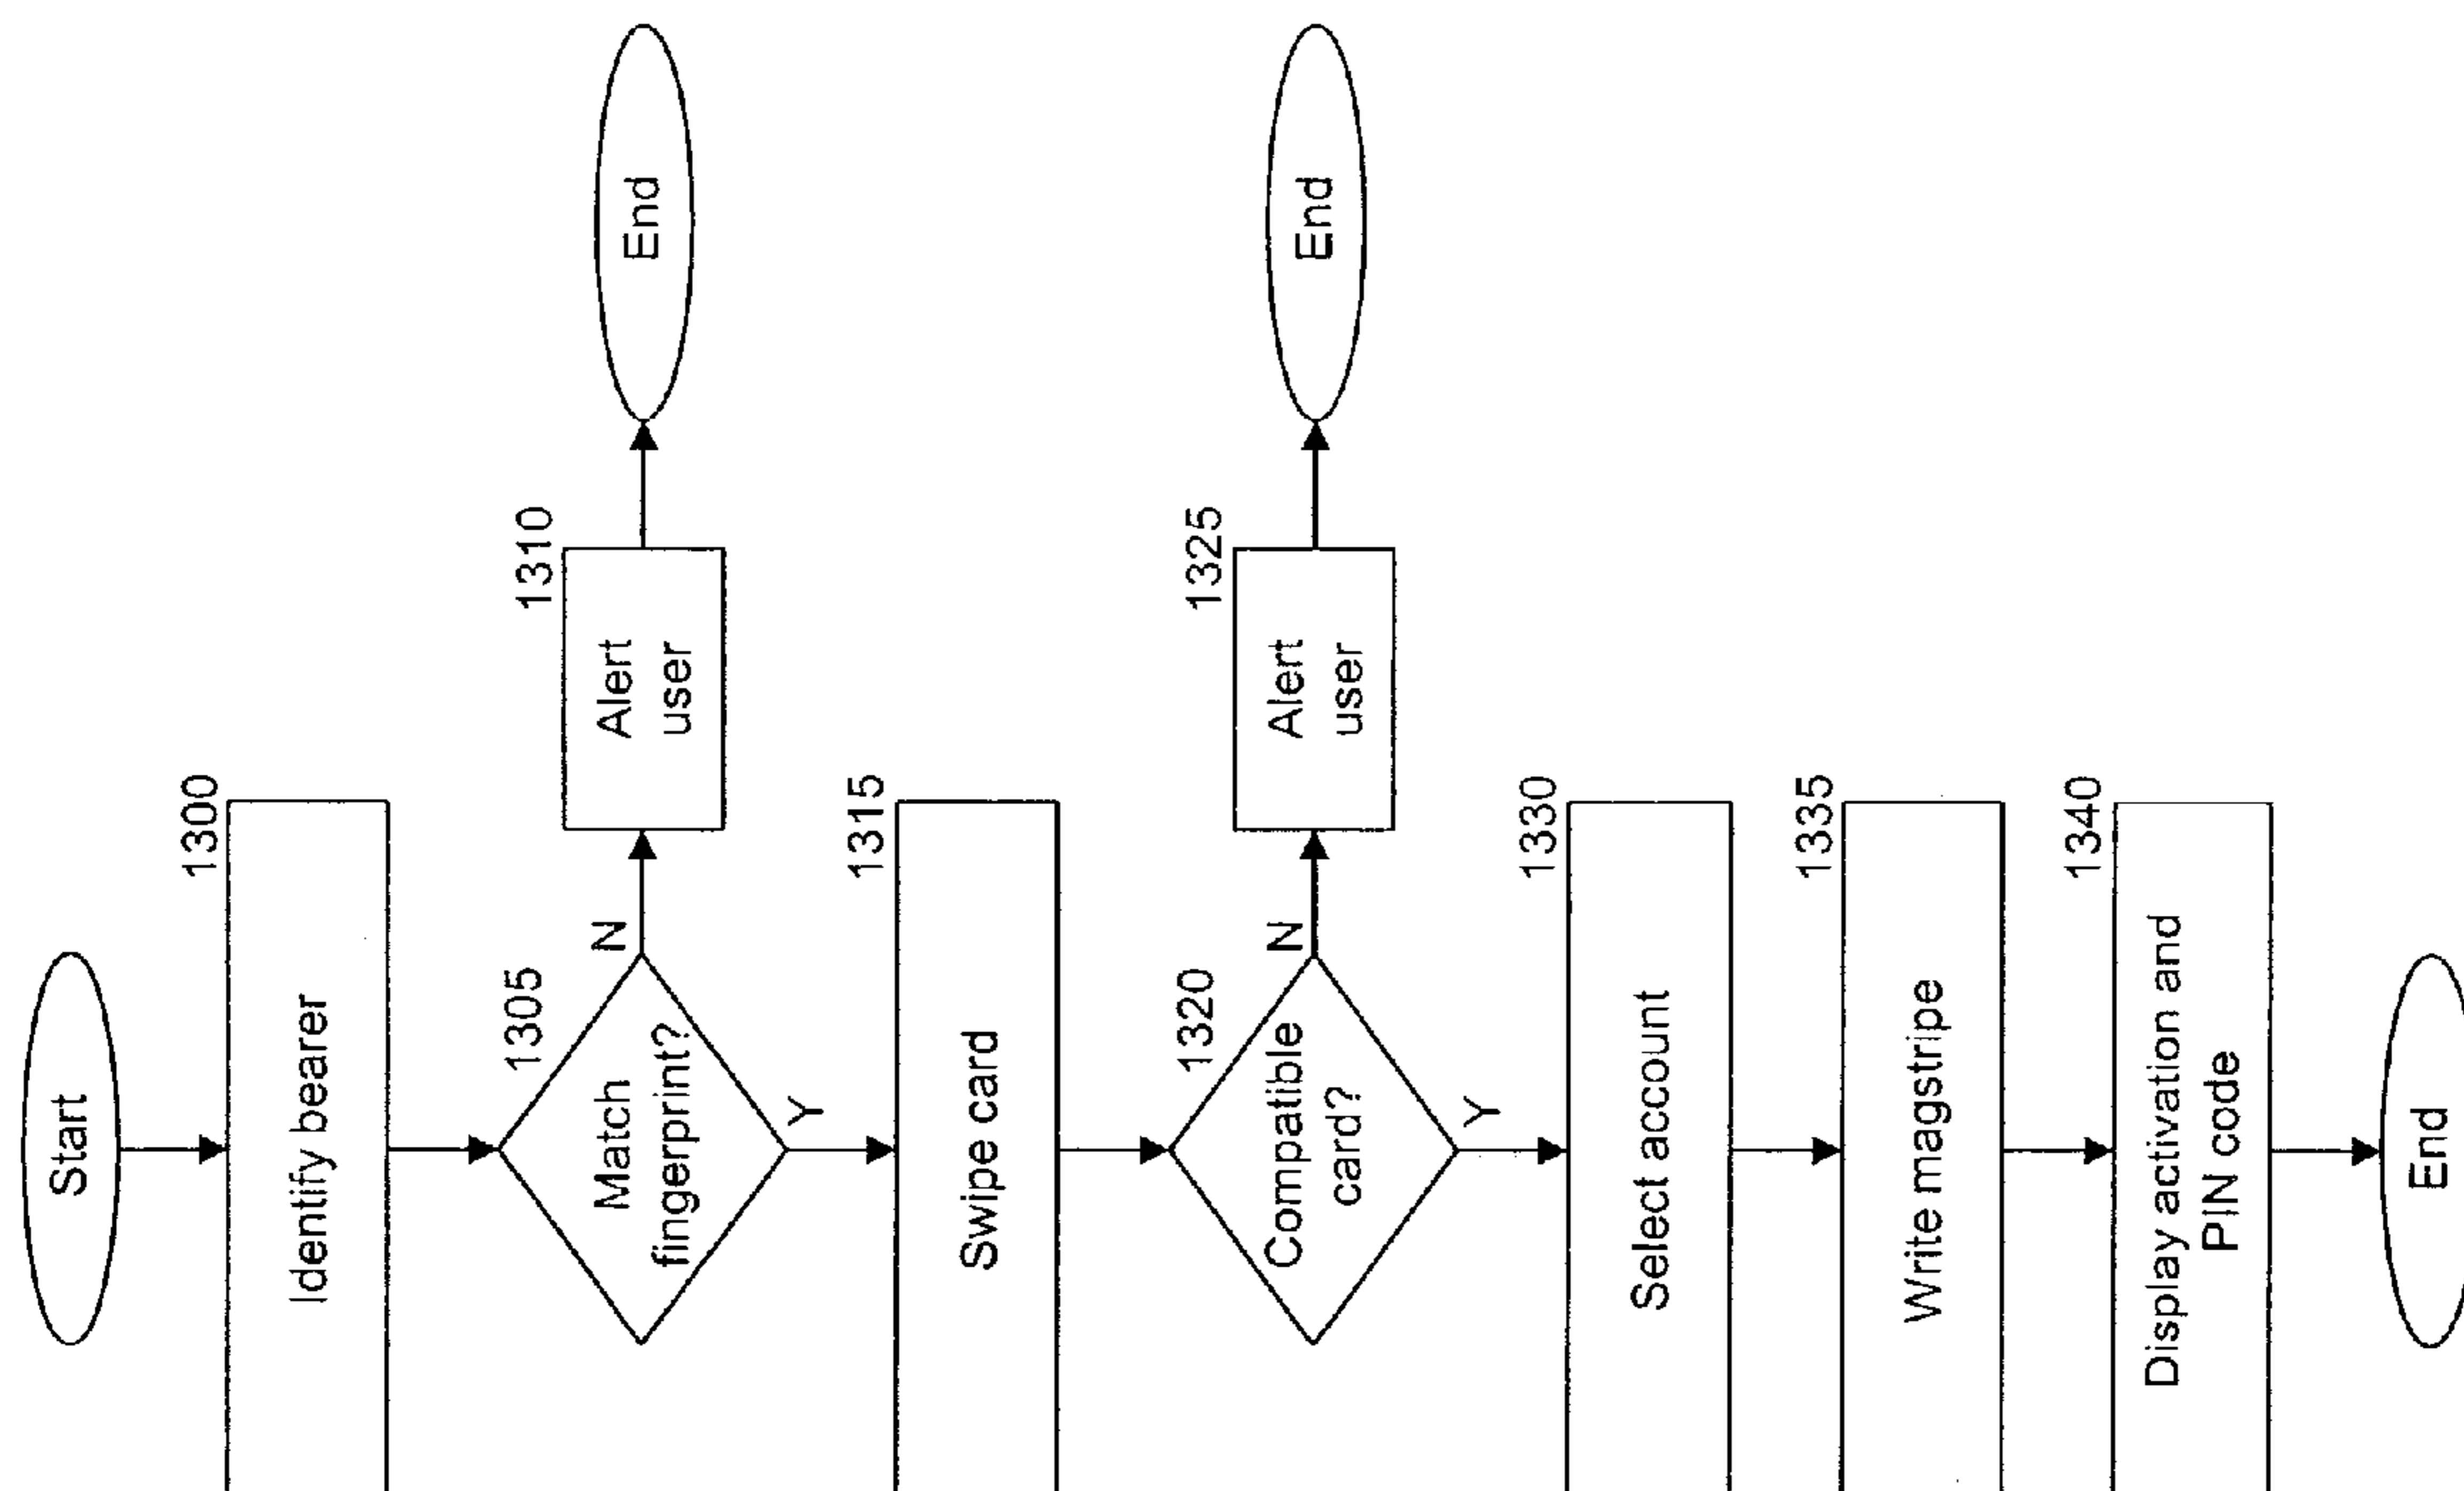 Start
1300
Identify bearer
1305
Match
fingerprint?
N
1310
Alert
user
End
Y
1315
Swipe card
1320
Compatible
card?
N
1325
Alert
user
End
Y
1330
Select account
1335
Write magstripe
1340
Display activation and
PIN code
End